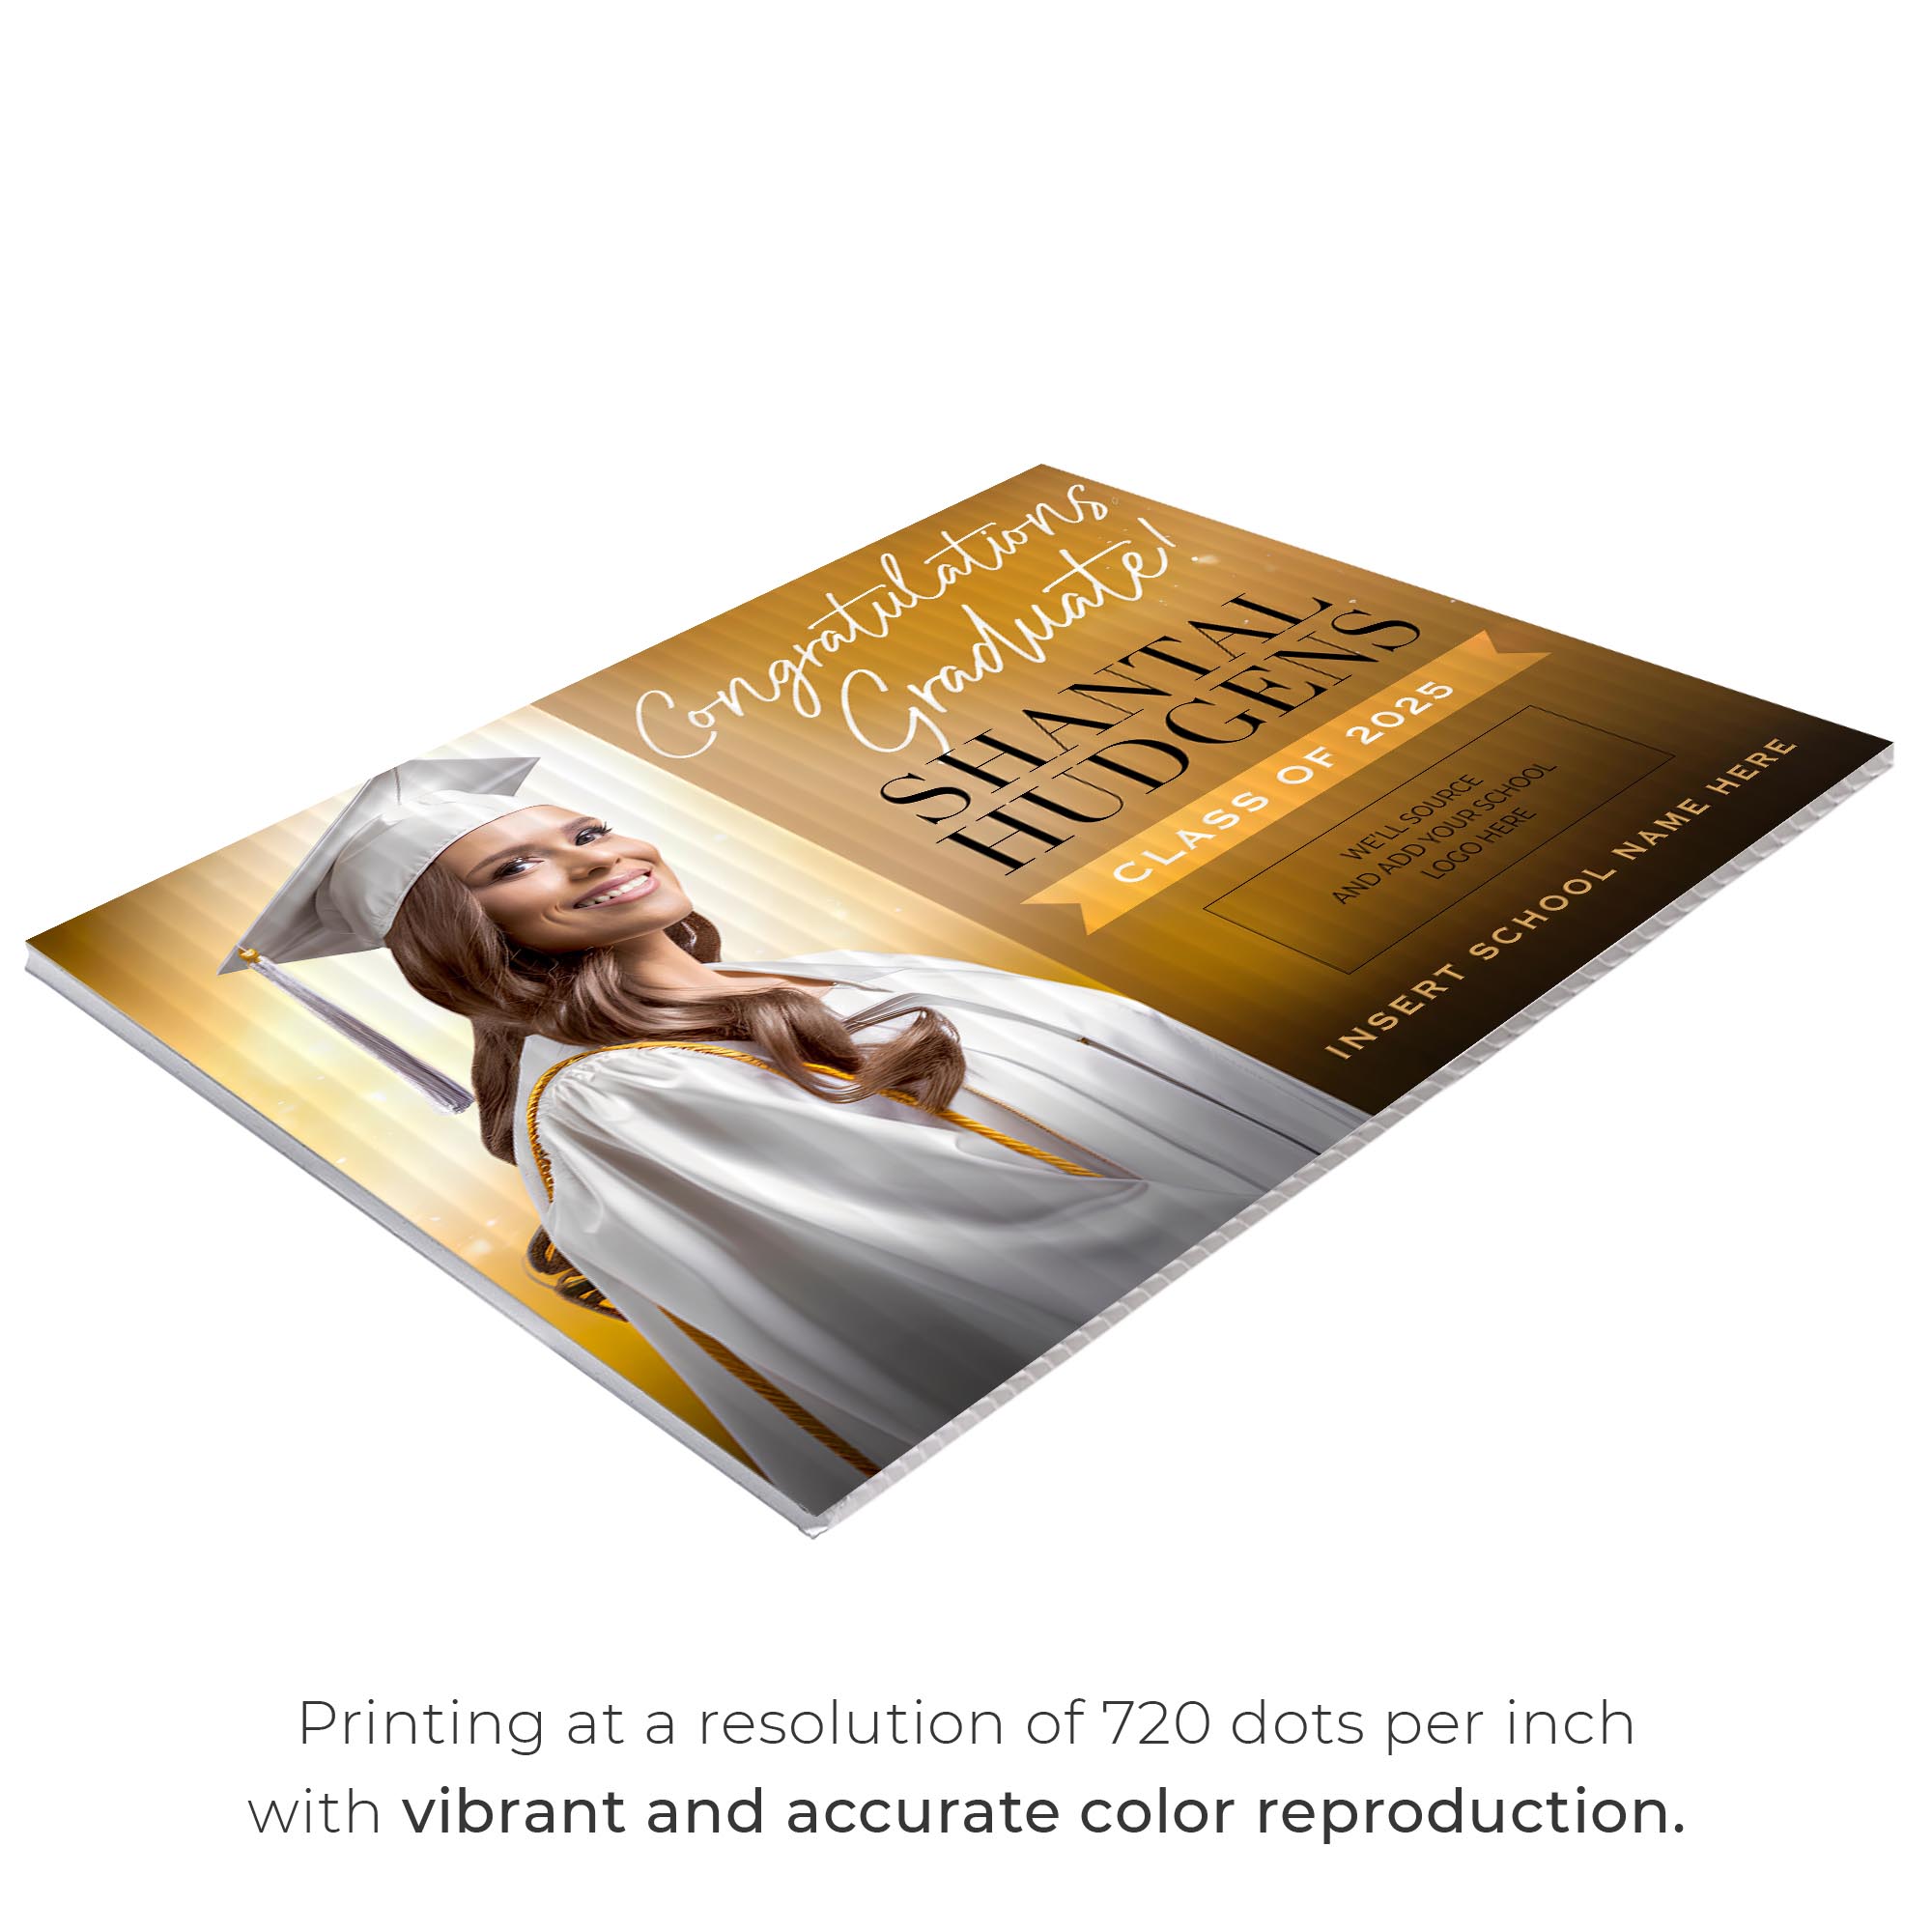 Congratulations
Graduate!
SHANTAL
HUDGENS
CLASS OF 2025
WE'LL SOURCE
AND ADD YOUR SCHOOL
LOGO HERE
INSERT SCHOOL NAME HERE
Printing at a resolution of 720 dots per inch
with vibrant and accurate color reproduction.